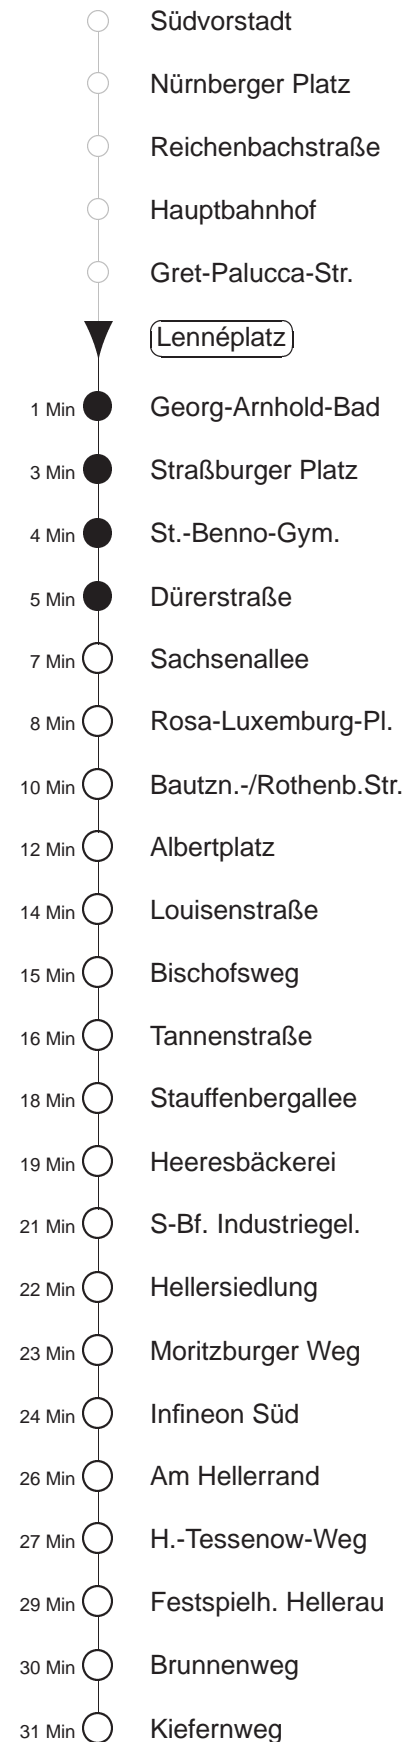 Südvorstadt
Nürnberger Platz
Reichenbachstraße
Hauptbahnhof
Gret-Palucca-Str.
Lennéplatz
1 Min Georg-Arnhold-Bad
3 Min Straßburger Platz
4 Min St.-Benno-Gym.
5 Min Dürerstraße
7 Min Sachsenallee
8 Min Rosa-Luxemburg-Pl.
10 Min Bautzn.-/Rothenb.Str.
12 Min Albertplatz
14 Min Louisenstraße
15 Min Bischofsweg
16 Min Tannenstraße
18 Min Stauffenbergallee
19 Min Heeresbäckerei
21 Min S-Bf. Industriegel.
22 Min Hellersiedlung
23 Min Moritzburger Weg
24 Min Infineon Süd
26 Min Am Hellerrand
27 Min H.-Tessenow-Weg
29 Min Festspielh. Hellerau
30 Min Brunnenweg
31 Min Kiefernweg